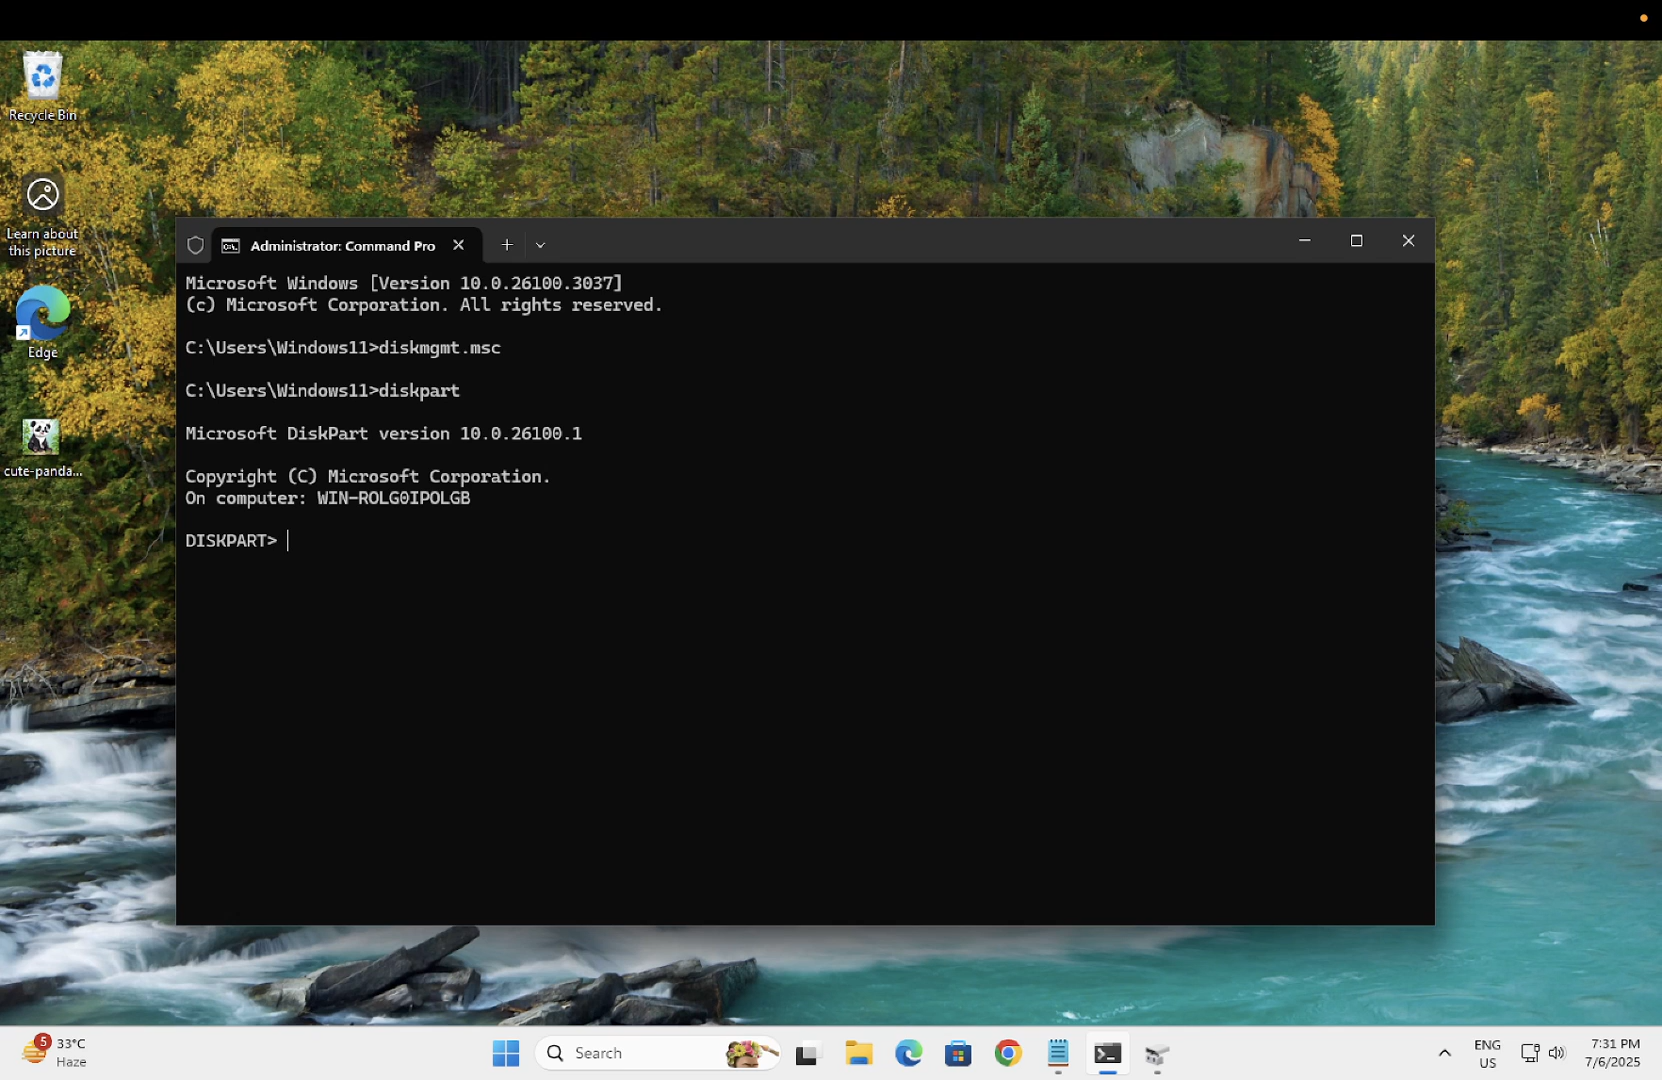 Recycle Bin
Learn about
this picture
Edge
cute-panda...
Administrator: Command Pro
Microsoft Windows [Version 10.0.26100.3037]
(c) Microsoft Corporation. All rights reserved.
C:\Users\Windows11>diskmgmt.msc
C:\Users\Windows11>diskpart
Microsoft DiskPart version 10.0.26100.1
Copyright (C) Microsoft Corporation.
On computer: WIN-ROLG0IPOLGB
DISKPART>
5
33°C
Haze
Search
ENG
US
7:31 PM
7/6/2025